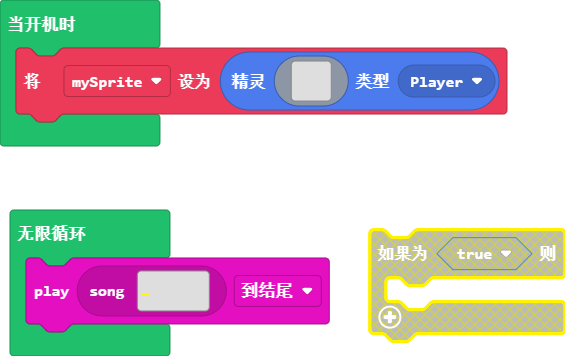 当开机时
将 mySprite 设为 精灵 类型 Player
无限循环
如果为 true 则
play song 到结尾